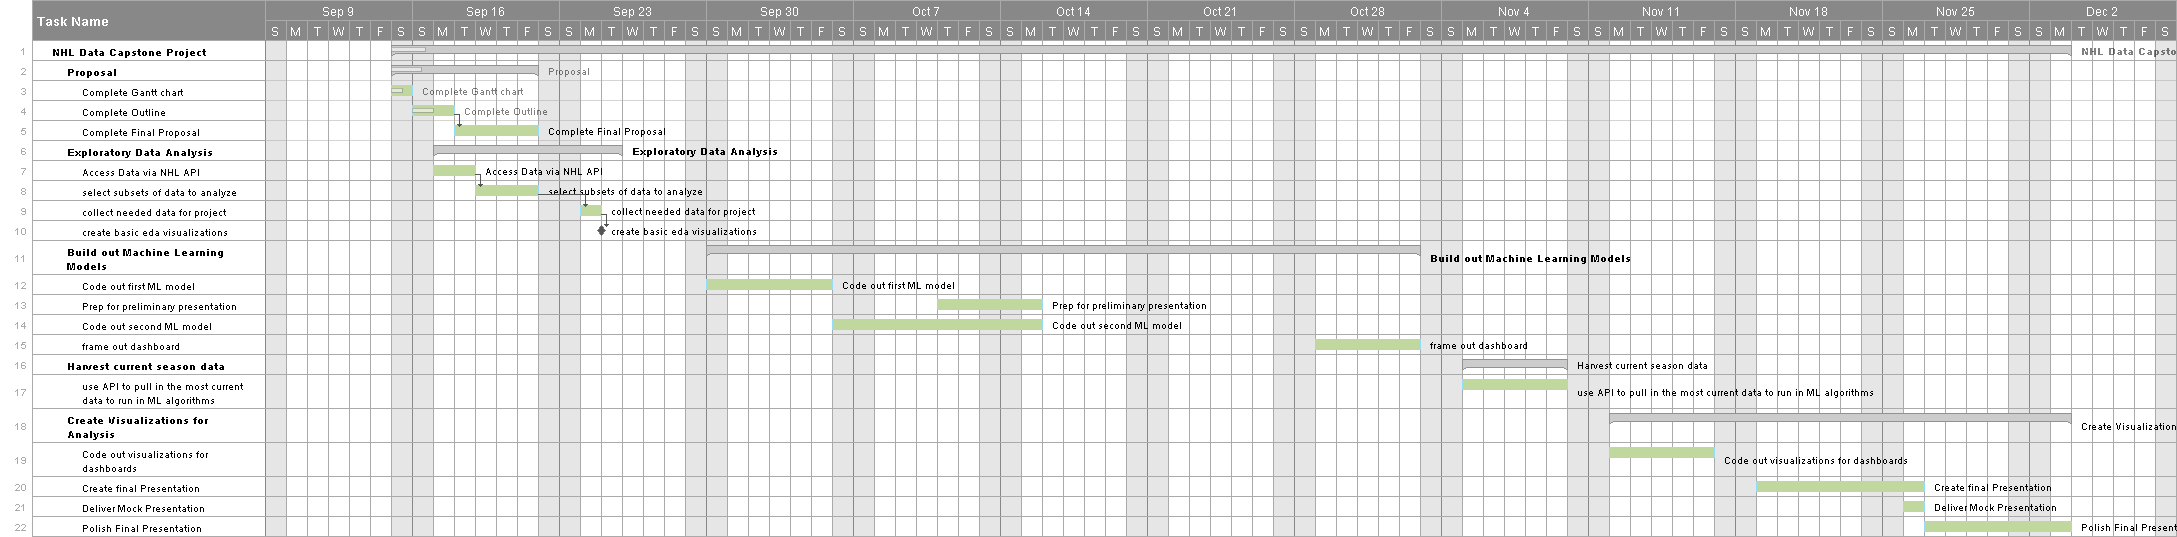 Task Name
Sep 9 Sep 16 Sep 23 Sep 30 Oct 7 Oct 14 Oct 21 Oct 28 Nov 4 Nov 11 Nov 18 Nov 25 Dec 2
S M T W T F S S M T W T F S S M T W T F S S M T W T F S S M T W T F S S M T W T F S S M T W T F S S M T W T F S S M T W T F S S M T W T F S S M T W T F S S M T W T F S S M T W T F S
1 NHL Data Capstone Project NHL Data Capsto
2 Proposal Proposal
3 Complete Gantt chart Complete Gantt chart
4 Complete Outline Complete Outline
5 Complete Final Proposal Complete Final Proposal
6 Exploratory Data Analysis Exploratory Data Analysis
7 Access Data via NHL API Access Data via NHL API
8 select subsets of data to analyze select subsets of data to analyze
9 collect needed data for project collect needed data for project
10 create basic eda visualizations create basic eda visualizations
11 Build out Machine Learning
Models Build out Machine Learning Models
12 Code out first ML model Code out first ML model
13 Prep for preliminary presentation Prep for preliminary presentation
14 Code out second ML model Code out second ML model
15 frame out dashboard frame out dashboard
16 Harvest current season data Harvest current season data
17 use API to pull in the most current
data to run in ML algorithms use API to pull in the most current data to run in ML algorithms
18 Create Visualizations for
Analysis Create Visualization
19 Code out visualizations for
dashboards Code out visualizations for dashboards
20 Create final Presentation Create final Presentation
21 Deliver Mock Presentation Deliver Mock Presentation
22 Polish Final Presentation Polish Final Present